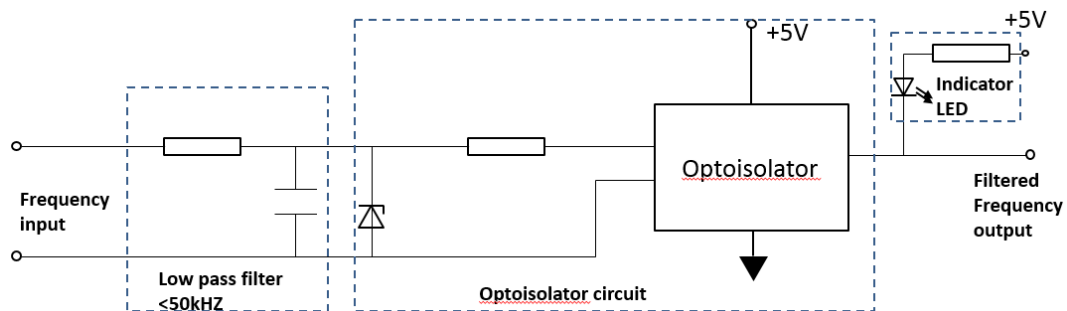 +5V
+5V
Indicator
LED
Optoisolator
Frequency
input
Filtered
Frequency
output
Low pass filter
<50kHZ
Optoisolator circuit